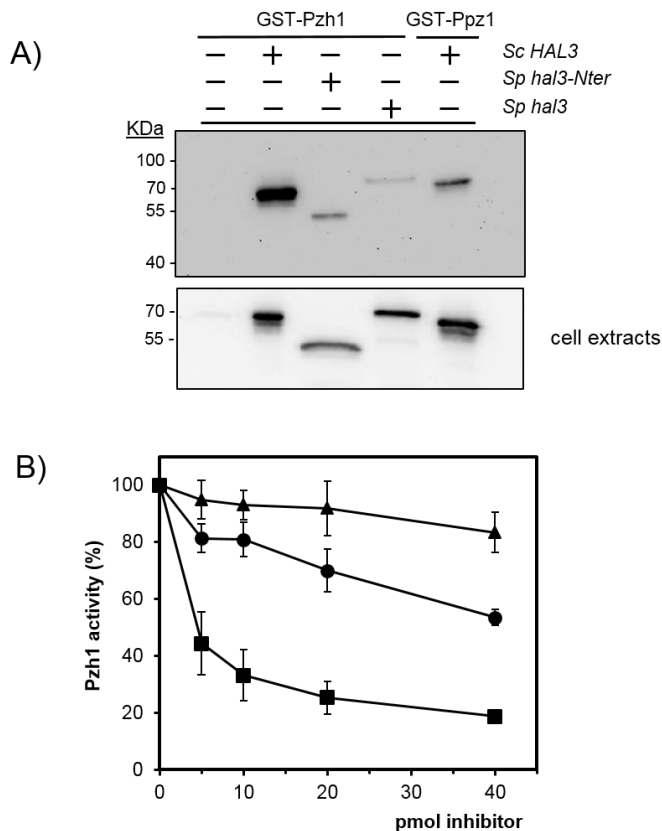 GST-Pzh1 GST-Ppz1
A)
− + − − + Sc HAL3
− − + − − Sp hal3-Nter
− − − + − Sp hal3
KDa
100 -
70 -
55 -
40 -
70 -
55 -
cell extracts
B)
100
80
60
40
20
0
Pzh1 activity (%)
0 10 20 30 40
pmol inhibitor